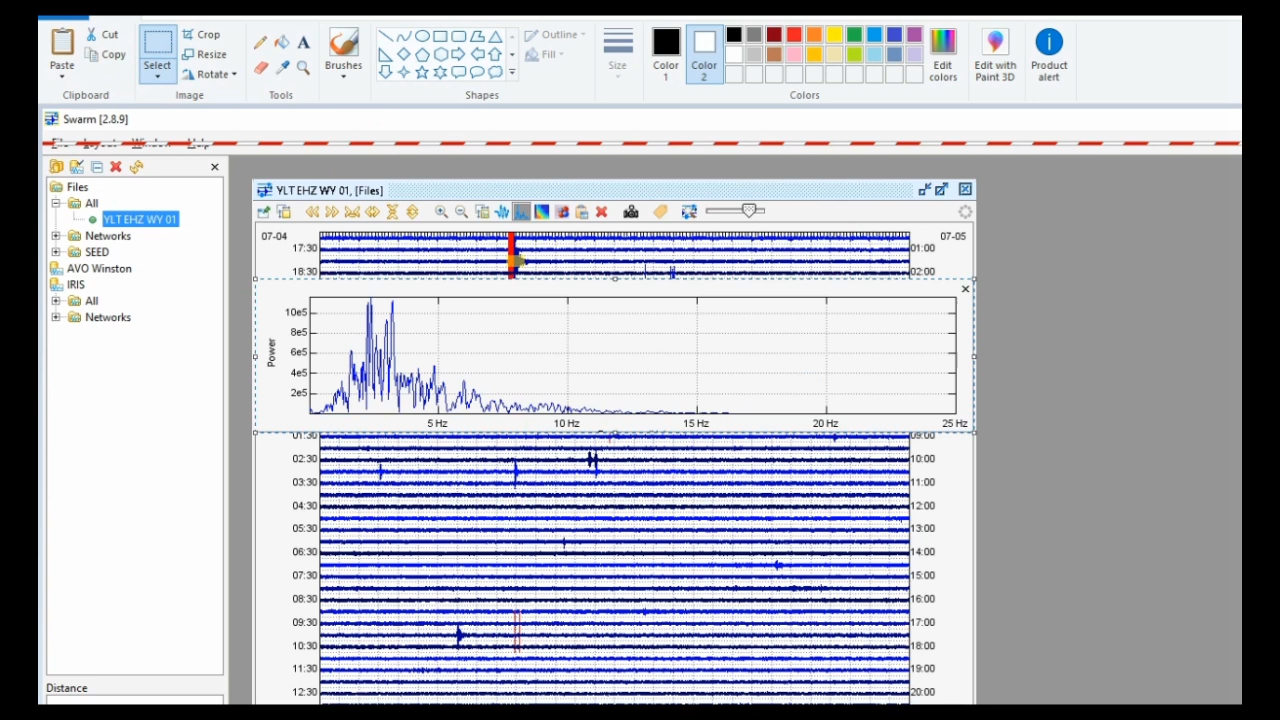 Cut
Crop
Outline
Copy
Resize
Fill
Paste
Select
Rotate
Brushes
Size
Color 1
Color 2
Edit colors
Edit with Paint 3D
Product alert
Clipboard
Image
Tools
Shapes
Colors
Swarm [2.8.9]
File Layout Window Help
Files
All
YLT EHZ WY 01
Networks
SEED
AVO Winston
IRIS
All
Networks
Distance
YLT EHZ WY 01, [Files]
07-04
07-05
17:30
01:00
18:30
02:00
Power
10e5
8e5
6e5
4e5
2e5
5 Hz
10 Hz
15 Hz
20 Hz
25 Hz
01:30
09:00
02:30
10:00
03:30
11:00
04:30
12:00
05:30
13:00
06:30
14:00
07:30
15:00
08:30
16:00
09:30
17:00
10:30
18:00
11:30
19:00
12:30
20:00